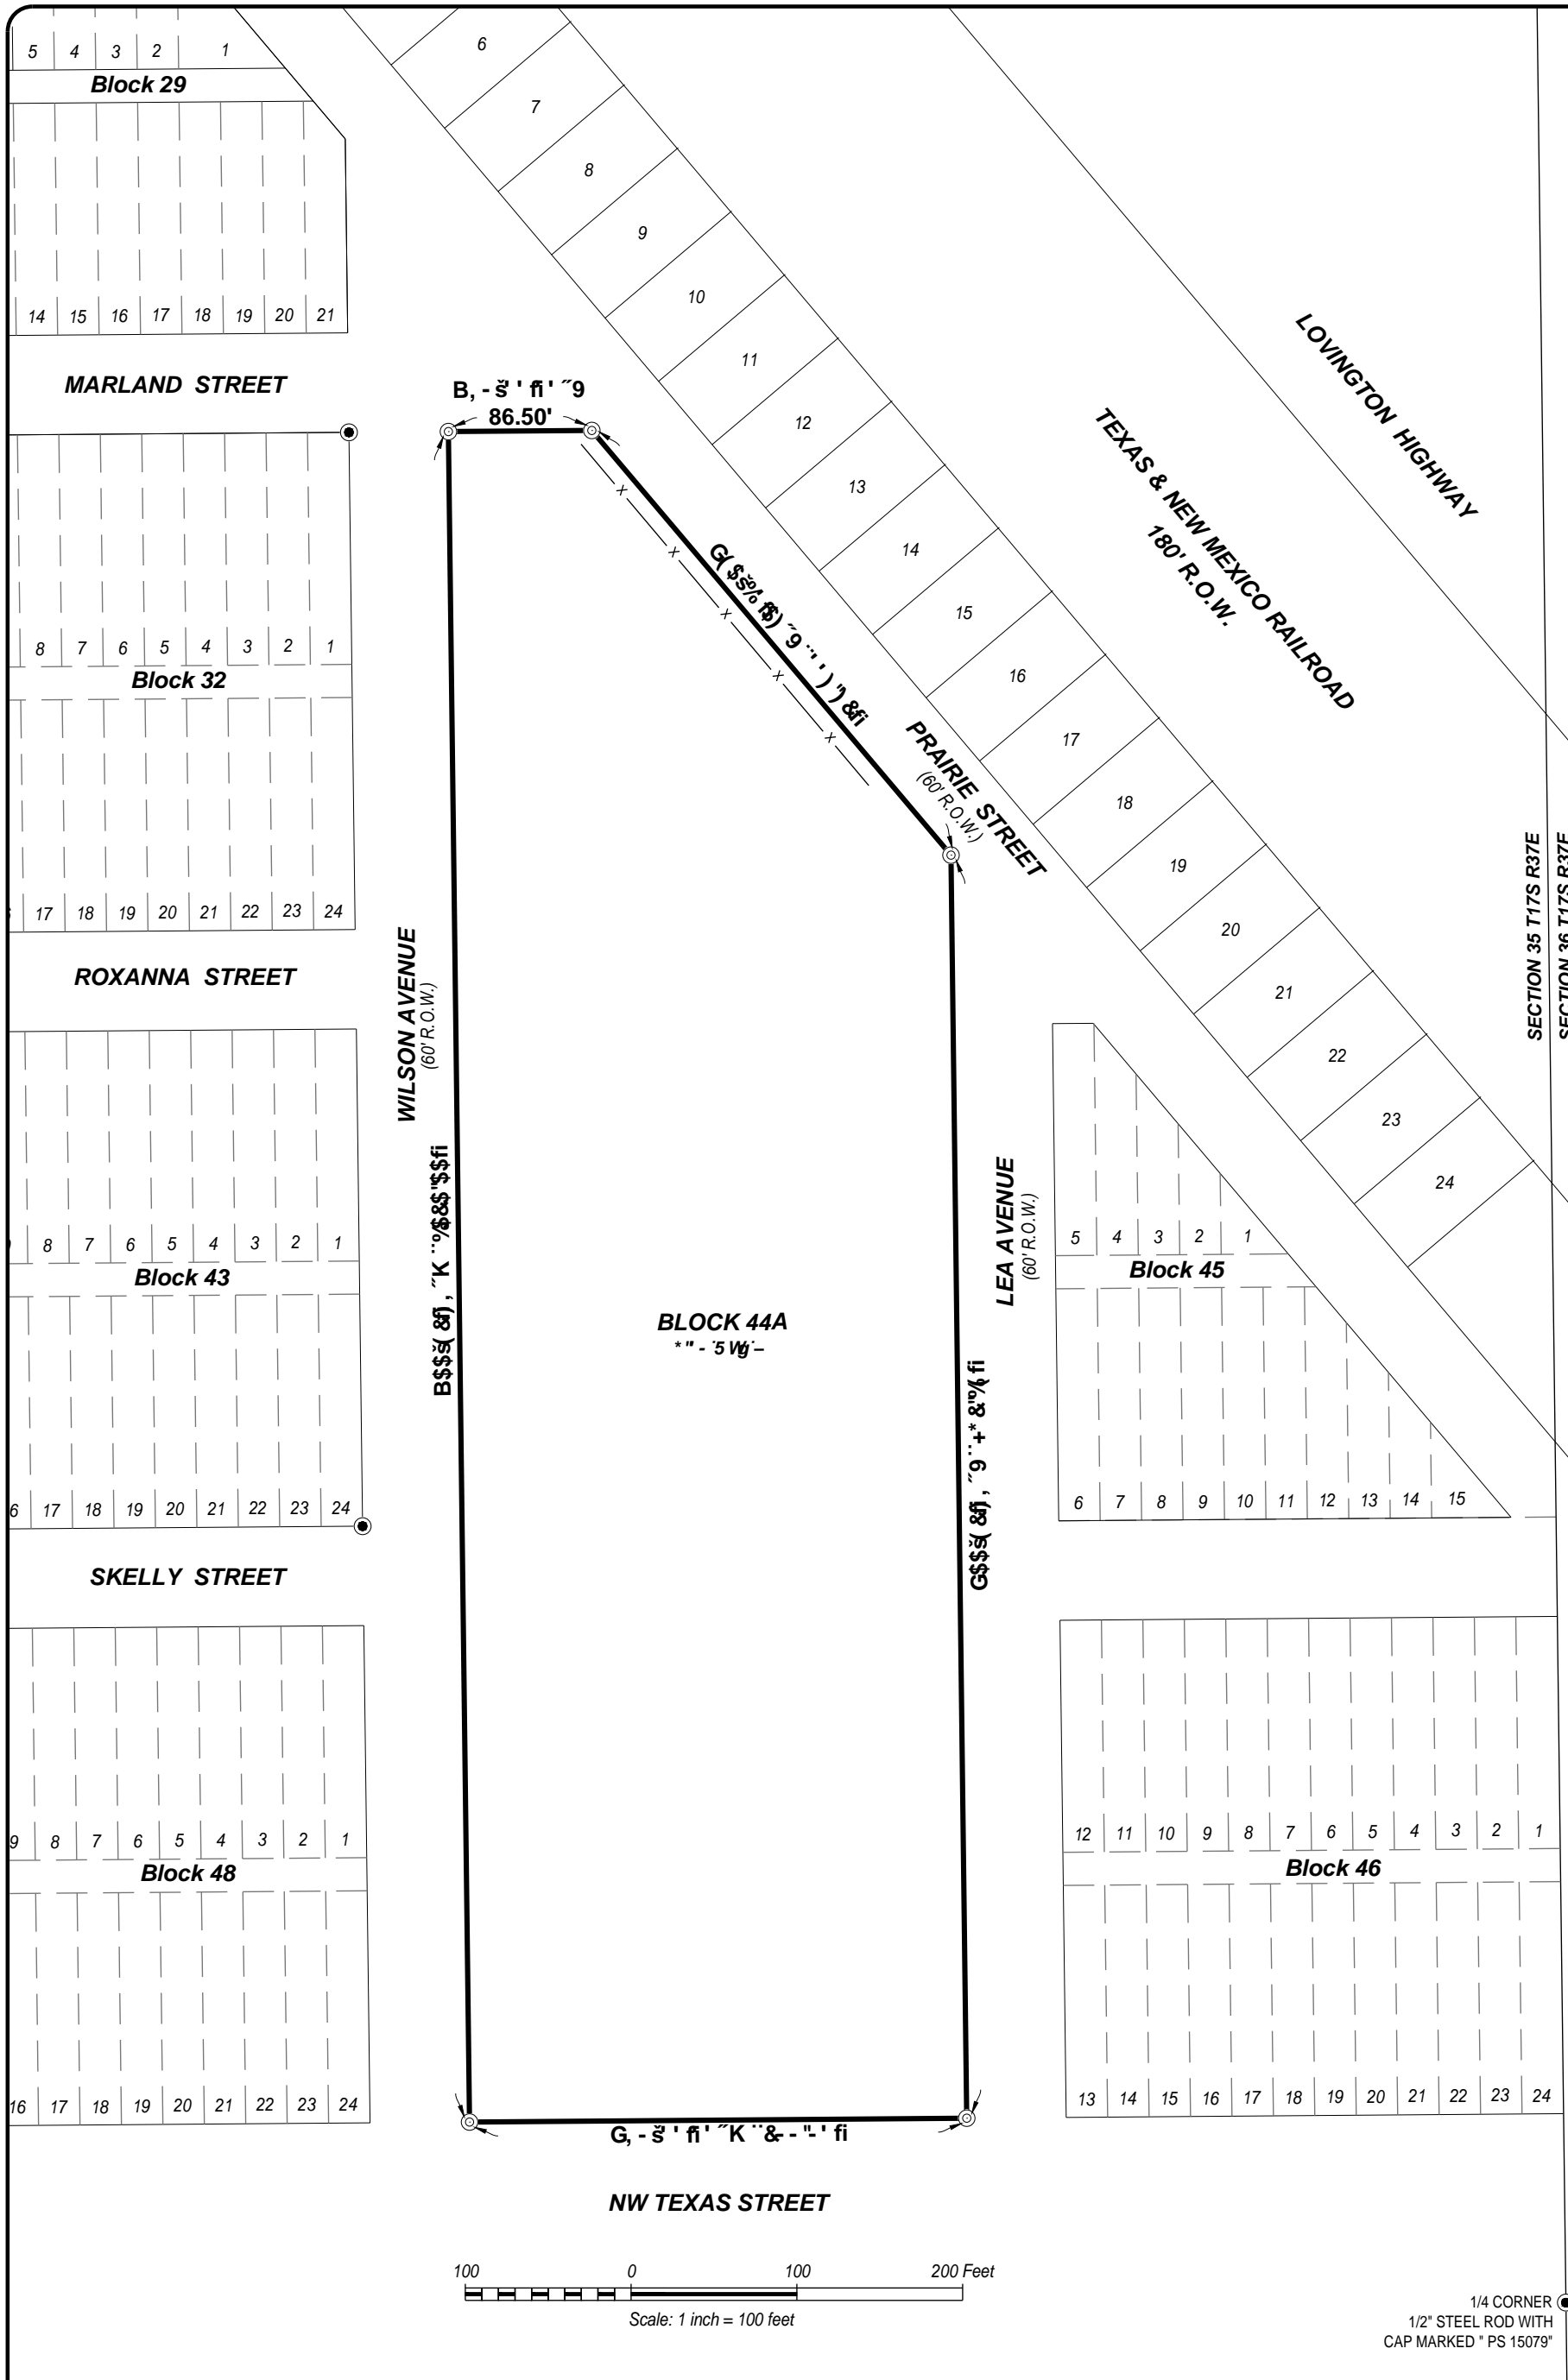 5 4 3 2 1
Block 29
14 15 16 17 18 19 20 21
MARLAND STREET
8 7 6 5 4 3 2 1
Block 32
17 18 19 20 21 22 23 24
ROXANNA STREET
8 7 6 5 4 3 2 1
Block 43
6 17 18 19 20 21 22 23 24
SKELLY STREET
9 8 7 6 5 4 3 2 1
Block 48
16 17 18 19 20 21 22 23 24
WILSON AVENUE
(60' R.O.W.)
86.50'
BLOCK 44A
6
7
8
9
10
11
12
13
14
15
16
17
18
19
20
21
22
23
24
PRAIRIE STREET
(60' R.O.W.)
TEXAS & NEW MEXICO RAILROAD
180' R.O.W.
LOVINGTON HIGHWAY
SECTION 35 T17S R37E
SECTION 36 T17S R37E
LEA AVENUE
(60' R.O.W.)
5 4 3 2 1
Block 45
6 7 8 9 10 11 12 13 14 15
12 11 10 9 8 7 6 5 4 3 2 1
Block 46
13 14 15 16 17 18 19 20 21 22 23 24
NW TEXAS STREET
100 0 100 200 Feet
Scale: 1 inch = 100 feet
1/4 CORNER
1/2" STEEL ROD WITH
CAP MARKED " PS 15079"